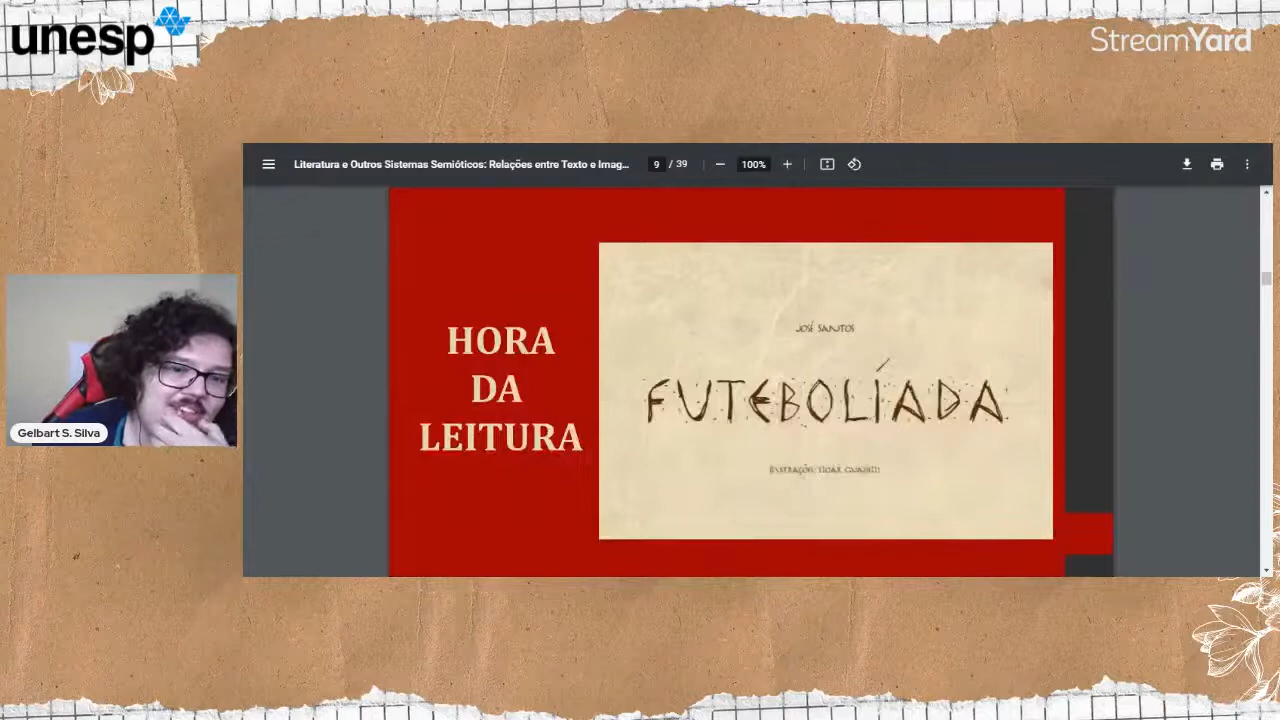 unesp
StreamYard
Literatura e Outros Sistemas Semióticos: Relações entre Texto e Imag...
9 / 39
100%
HORA
DA
LEITURA
JOSÉ SANTOS
FUTEBOLÍADA
Gelbart S. Silva